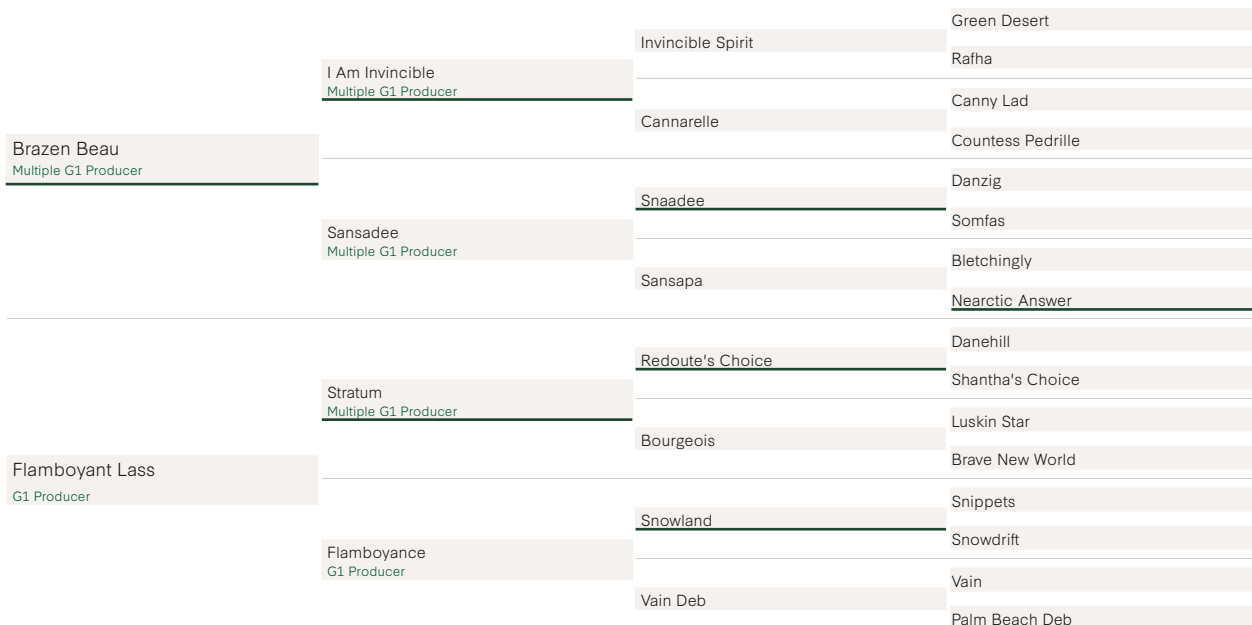 Brazen Beau
Multiple G1 Producer
Flamboyant Lass
G1 Producer
I Am Invincible
Multiple G1 Producer
Sansadee
Multiple G1 Producer
Stratum
Multiple G1 Producer
Flamboyance
G1 Producer
Invincible Spirit
Cannarelle
Snaadee
Sansapa
Redoute's Choice
Bourgeois
Snowland
Vain Deb
Green Desert
Rafha
Canny Lad
Countess Pedrille
Danzig
Somfas
Bletchingly
Nearctic Answer
Danehill
Shantha's Choice
Luskin Star
Brave New World
Snippets
Snowdrift
Vain
Palm Beach Deb